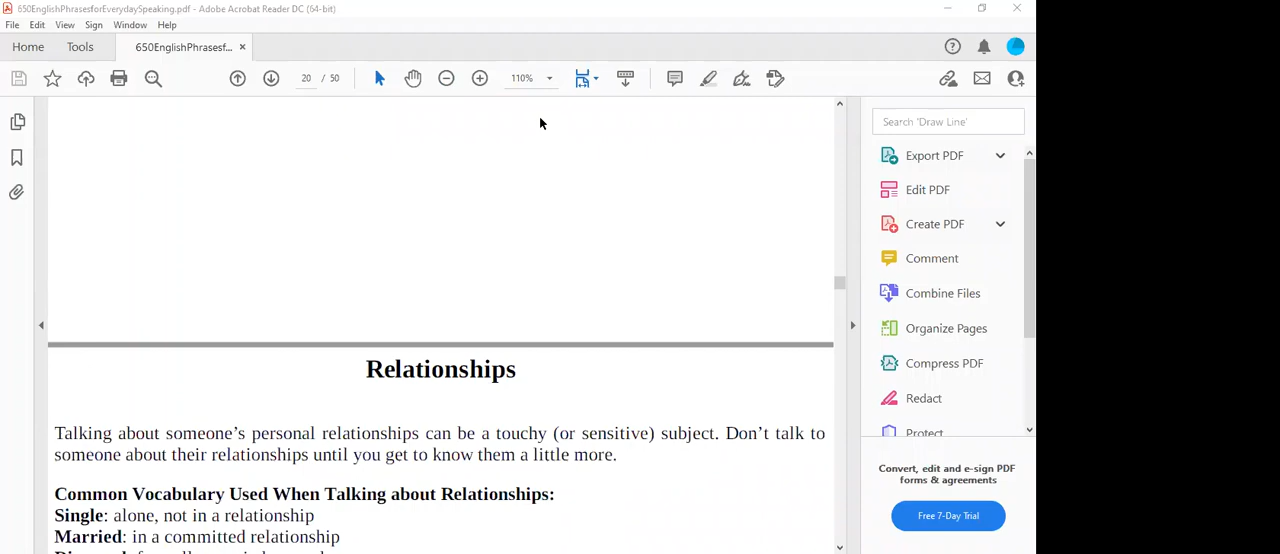 650EnglishPhrasesforEverydaySpeaking.pdf - Adobe Acrobat Reader DC (64-bit)
File Edit View Sign Window Help
Home Tools 650EnglishPhrasesf... ×
20 / 50 110%
Search 'Draw Line'
Export PDF
Edit PDF
Create PDF
Comment
Combine Files
Organize Pages
Compress PDF
Redact
Protect
Convert, edit and e-sign PDF
forms & agreements
Free 7-Day Trial
Relationships
Talking about someone’s personal relationships can be a touchy (or sensitive) subject. Don’t talk to
someone about their relationships until you get to know them a little more.
Common Vocabulary Used When Talking about Relationships:
Single: alone, not in a relationship
Married: in a committed relationship